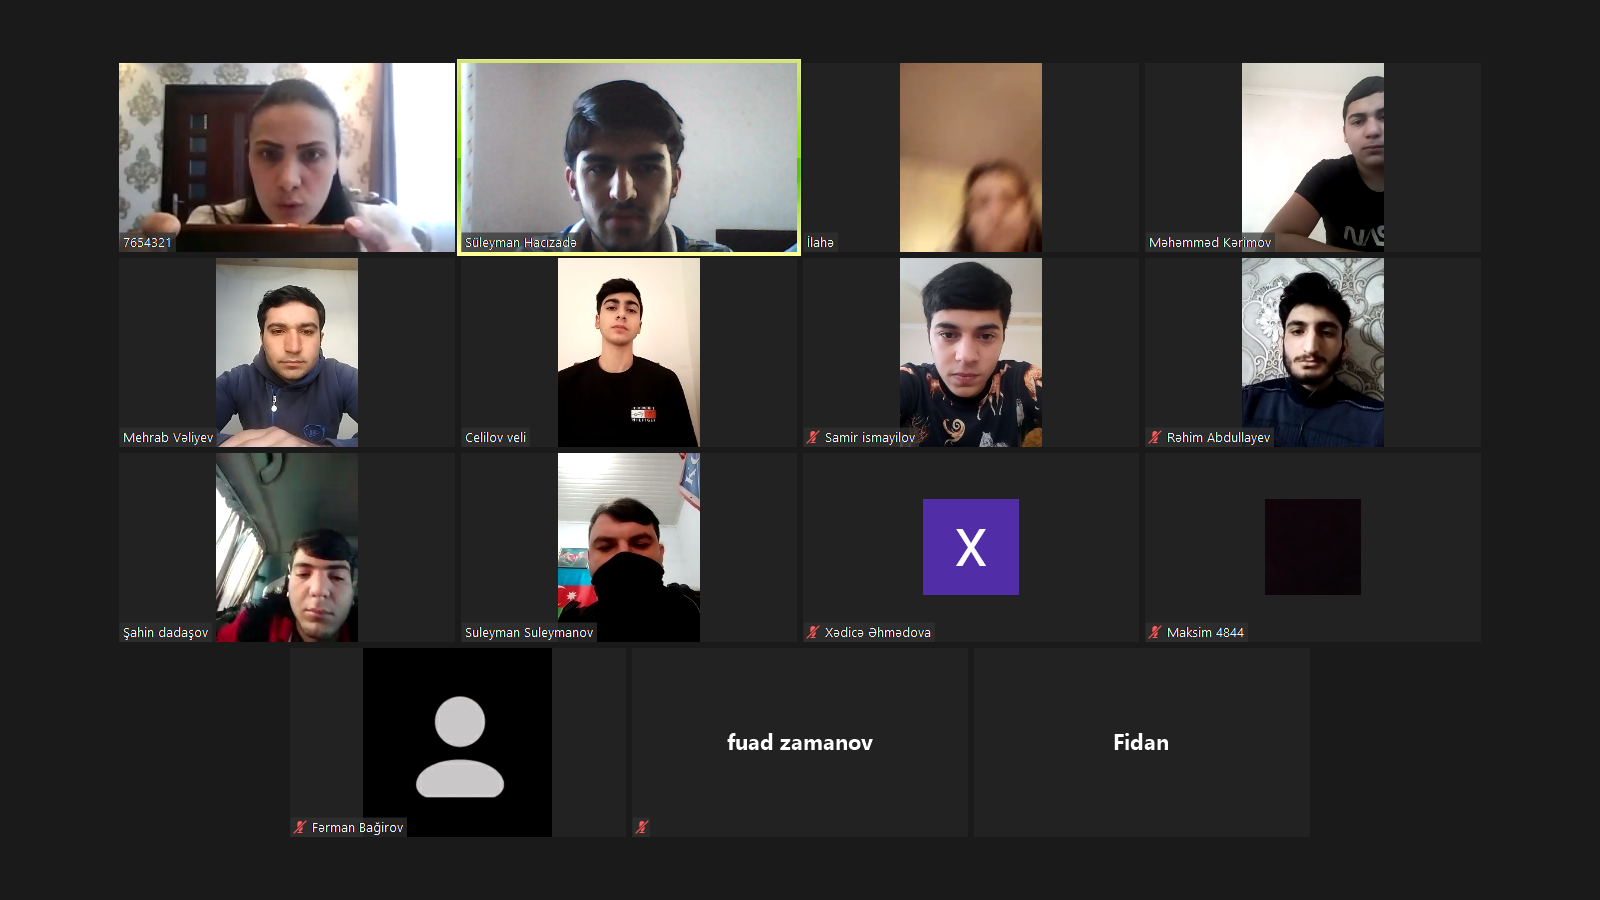 7654321
Süleyman Hacızadə
İlahə
Məhəmməd Kərimov
NAS
Mehrab Vəliyev
Celilov veli
Samir ismayilov
Rəhim Abdullayev
Şahin dadaşov
Suleyman Suleymanov
X
Xədicə Əhmədova
Maksim 4844
Fərman Bağirov
fuad zamanov
Fidan